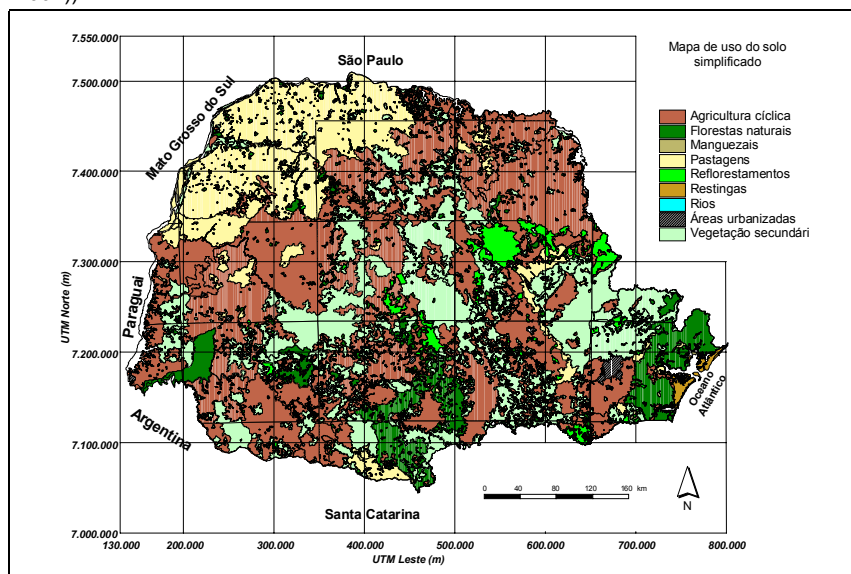 Mapa de uso do solo
simplificado
Agricultura cíclica
Florestas naturais
Manguezais
Pastagens
Reflorestamentos
Restingas
Rios
Áreas urbanizadas
Vegetação secundári
São Paulo
Mato Grosso do Sul
Paraguai
Argentina
Santa Catarina
Oceano
Atlântico
UTM Norte (m)
7.550.000
7.500.000
7.400.000
7.300.000
7.200.000
7.100.000
7.000.000
130.000 200.000 300.000 400.000 500.000 600.000 700.000 800.000
UTM Leste (m)
0 40 80 120 160 km
N